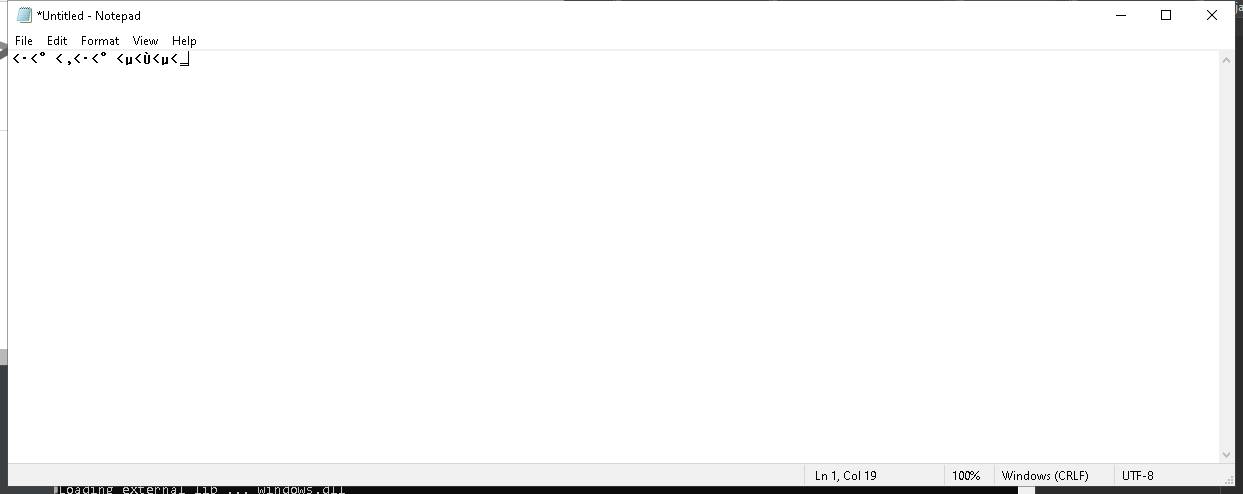 *Untitled - Notepad
File Edit Format View Help
<·<° <¸<·<° <µ<Ù<µ<‗
Ln 1, Col 19 100% Windows (CRLF) UTF-8
Loading external lib ... windows.dll